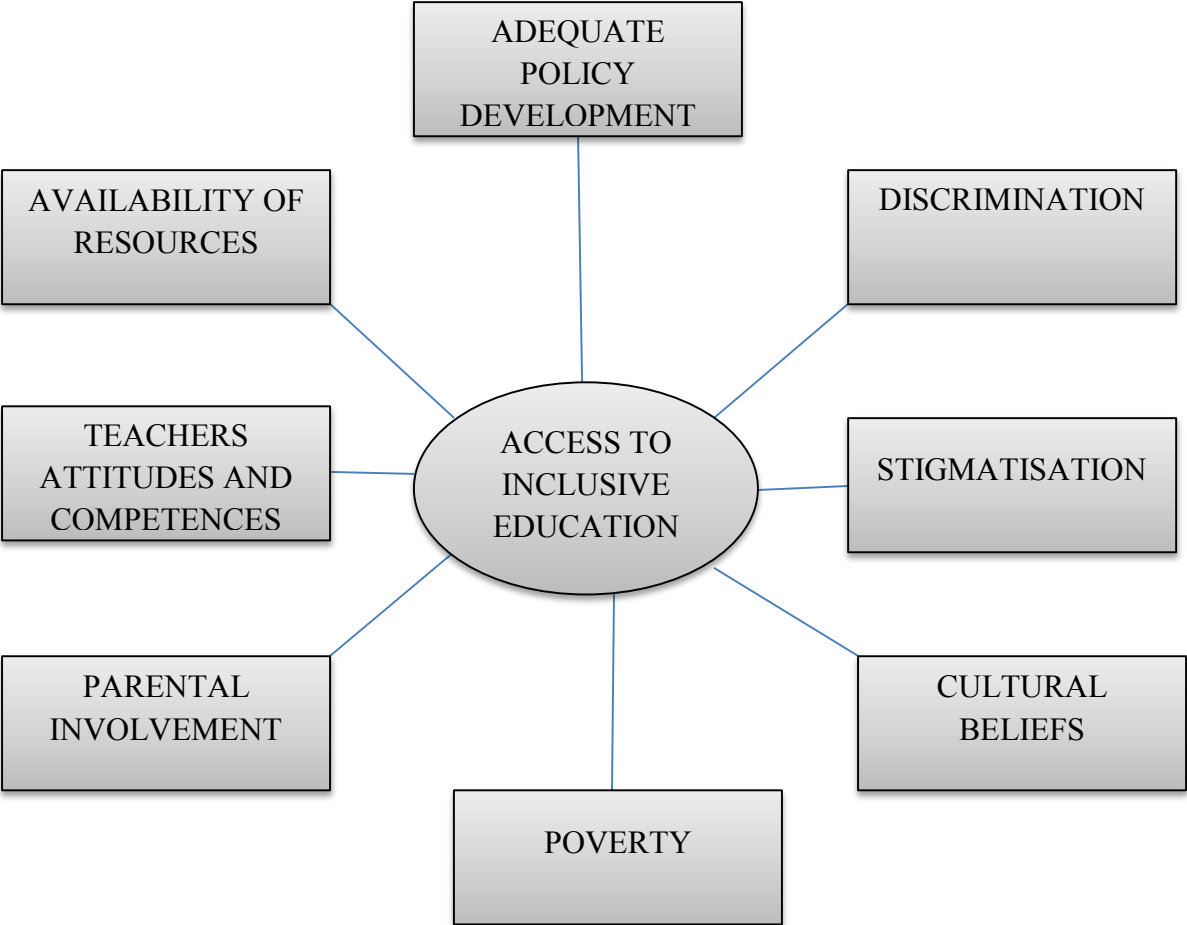 ADEQUATE
POLICY
DEVELOPMENT
AVAILABILITY OF
RESOURCES
DISCRIMINATION
TEACHERS
ATTITUDES AND
COMPETENCES
ACCESS TO
INCLUSIVE
EDUCATION
STIGMATISATION
PARENTAL
INVOLVEMENT
CULTURAL
BELIEFS
POVERTY